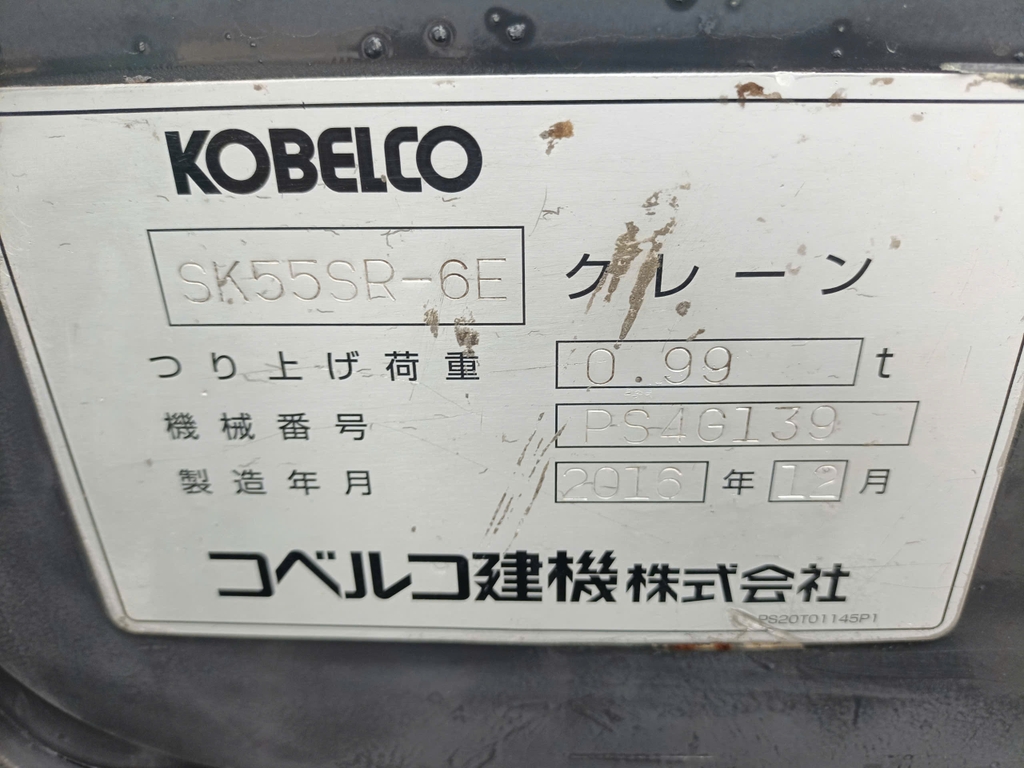 KOBELCO
SK55SR-6E クレーン
つり上げ荷重 0.99 t
機械番号 PS4G139
製造年月 2016 年 12 月
コベルコ建機株式会社
PS20T01145P1